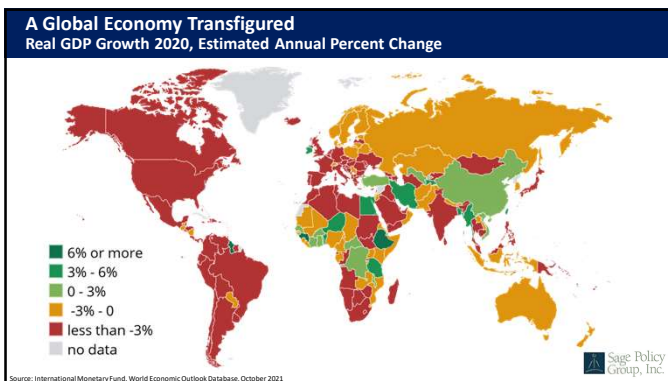 A Global Economy Transfigured
Real GDP Growth 2020, Estimated Annual Percent Change
6% or more
3% - 6%
0 - 3%
-3% - 0
less than -3%
no data
Sage Policy
Group, Inc.
Source: International Monetary Fund, World Economic Outlook Database, October 2021